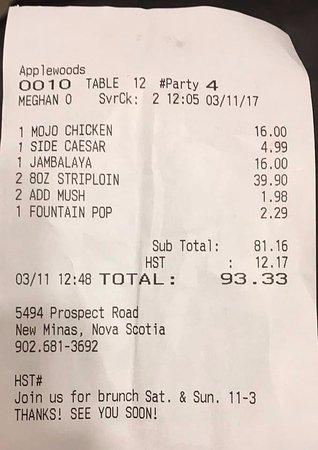 Applewoods
0010 TABLE 12 #Party 4
MEGHAN O SvrCk: 2 12:05 03/11/17
1 MOJO CHICKEN 16.00
1 SIDE CAESAR 4.99
1 JAMBALAYA 16.00
2 8OZ STRIPLOIN 39.90
2 ADD MUSH 1.98
1 FOUNTAIN POP 2.29
Sub Total: 81.16
HST : 12.17
03/11 12:48 TOTAL: 93.33
5494 Prospect Road
New Minas, Nova Scotia
902.681-3692
HST#
Join us for brunch Sat. & Sun. 11-3
THANKS! SEE YOU SOON!